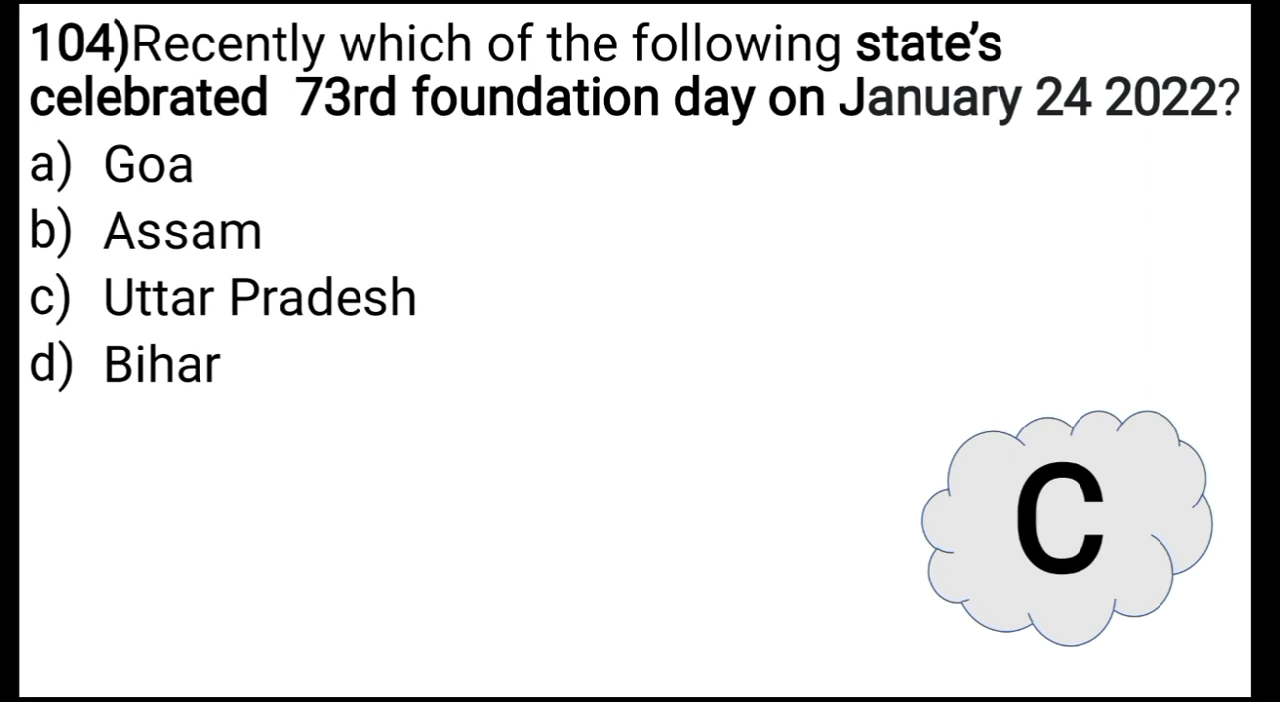 104)Recently which of the following state’s
celebrated 73rd foundation day on January 24 2022?
a) Goa
b) Assam
c) Uttar Pradesh
d) Bihar
C